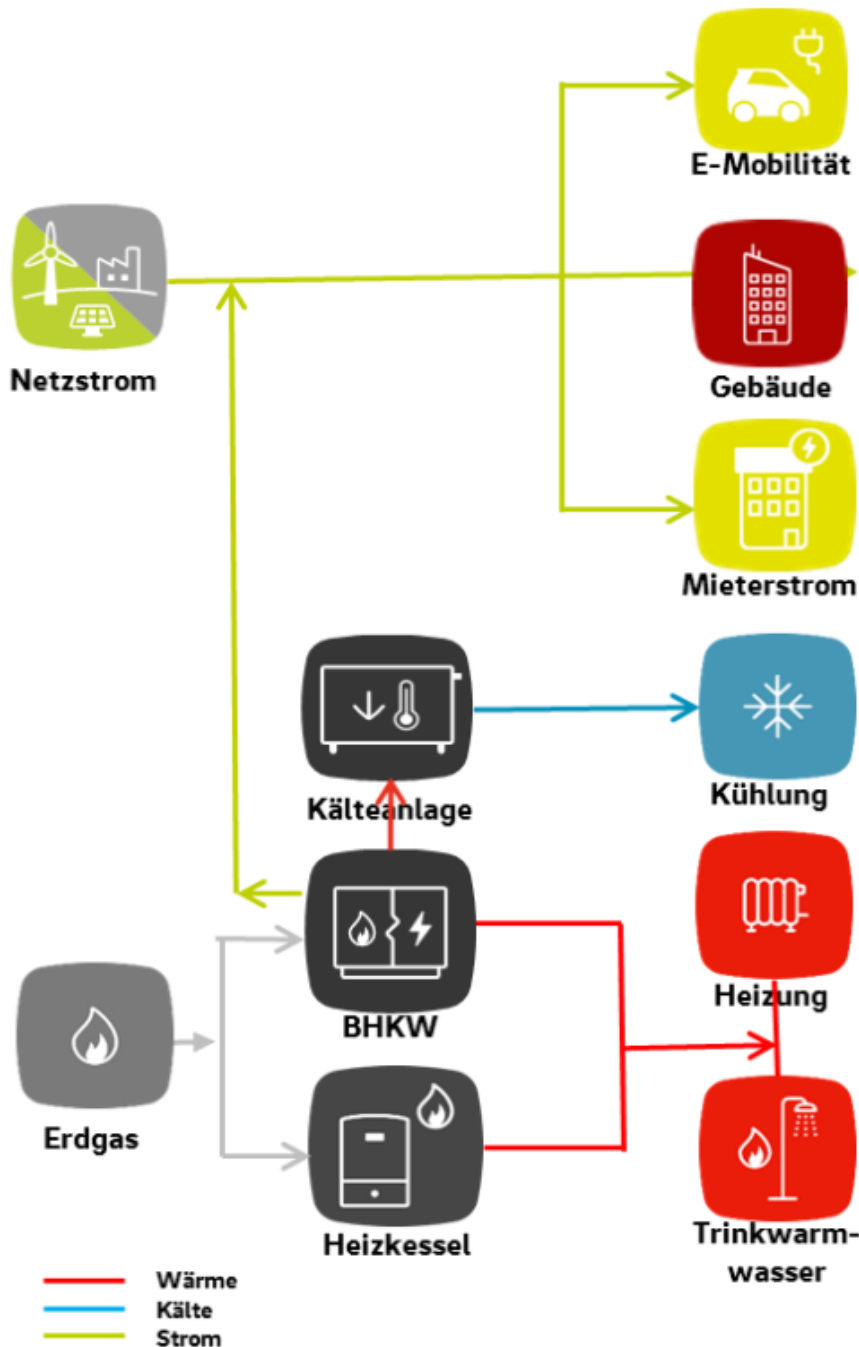 E-Mobilität
Netzstrom
Gebäude
Mieterstrom
Kälteanlage
Kühlung
BHKW
Heizung
Erdgas
Heizkessel
Trinkwarm-
wasser
Wärme
Kälte
Strom